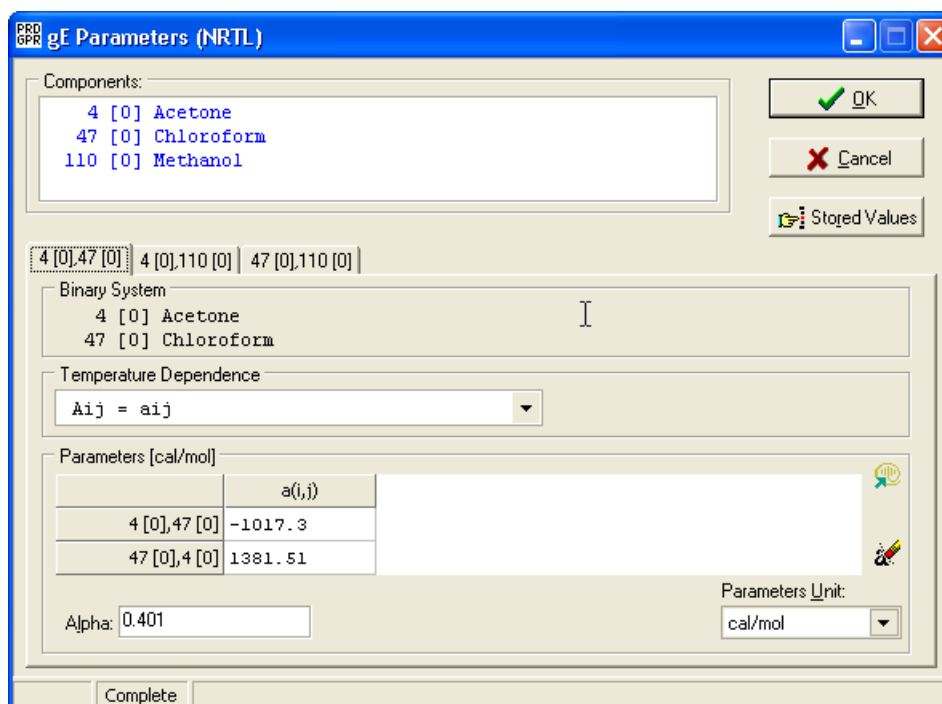 PRD
GPR gE Parameters (NRTL)
Components:
4 [0] Acetone
47 [0] Chloroform
110 [0] Methanol
OK
Cancel
Stored Values
4 [0],47 [0] 4 [0],110 [0] 47 [0],110 [0]
Binary System
4 [0] Acetone
47 [0] Chloroform
Temperature Dependence
Aij = aij
Parameters [cal/mol]
a(i,j)
4 [0],47 [0] -1017.3
47 [0],4 [0] 1381.51
Parameters Unit:
Alpha: 0.401 cal/mol
Complete